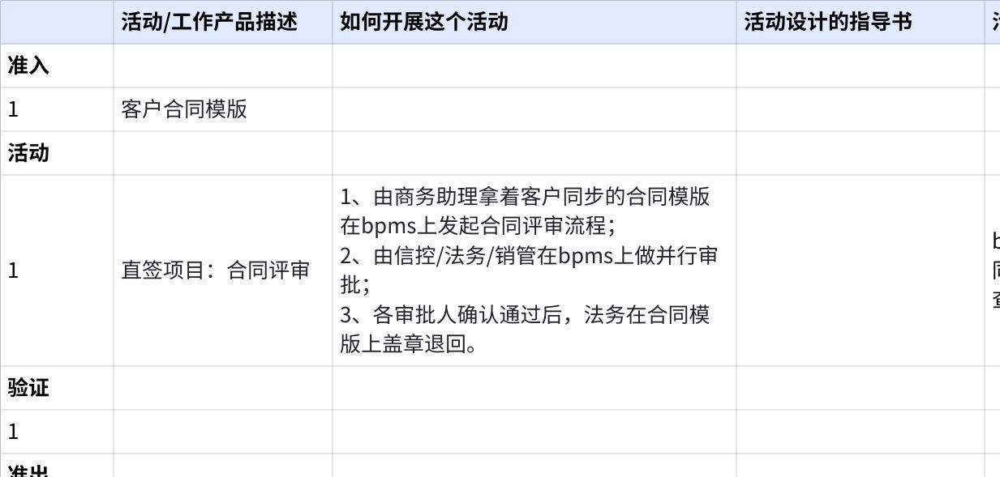 活动/工作产品描述
如何开展这个活动
活动设计的指导书
准入
1
客户合同模版
活动
1
直签项目：合同评审
1、由商务助理拿着客户同步的合同模版
在bpms上发起合同评审流程；
2、由信控/法务/销管在bpms上做并行审
批；
3、各审批人确认通过后，法务在合同模
版上盖章退回。
验证
1
准出